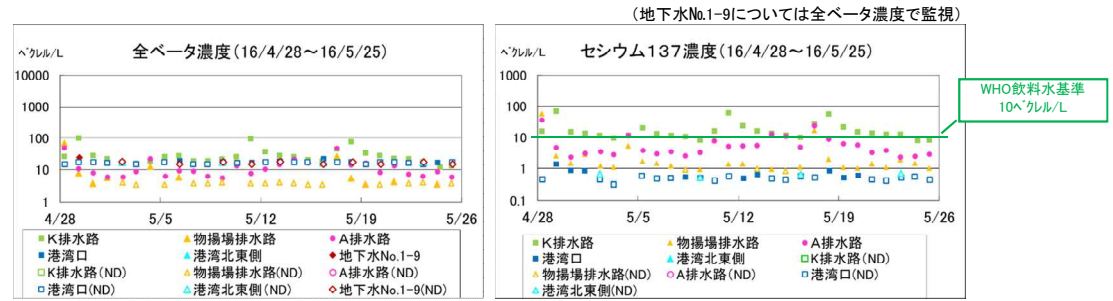 （地下水No.1-9については全ベータ濃度で監視）
ﾍﾞｸﾚﾙ/L
全ベータ濃度(16/4/28～16/5/25)
10000
1000
100
10
1
4/28 5/5 5/12 5/19 5/26
K排水路 物揚場排水路 A排水路
港湾口 港湾北東側 地下水No.1-9
K排水路(ND) 物揚場排水路(ND) A排水路(ND)
港湾口(ND) 港湾北東側(ND) 地下水No.1-9(ND)
ﾍﾞｸﾚﾙ/L
セシウム137濃度(16/4/28～16/5/25)
1000
100
10
1
0.1
4/28 5/5 5/12 5/19 5/26
WHO飲料水基準
10ﾍﾞｸﾚﾙ/L
K排水路 物揚場排水路 A排水路
港湾口 港湾北東側 K排水路(ND)
物揚場排水路(ND) A排水路(ND) 港湾口(ND)
港湾北東側(ND)